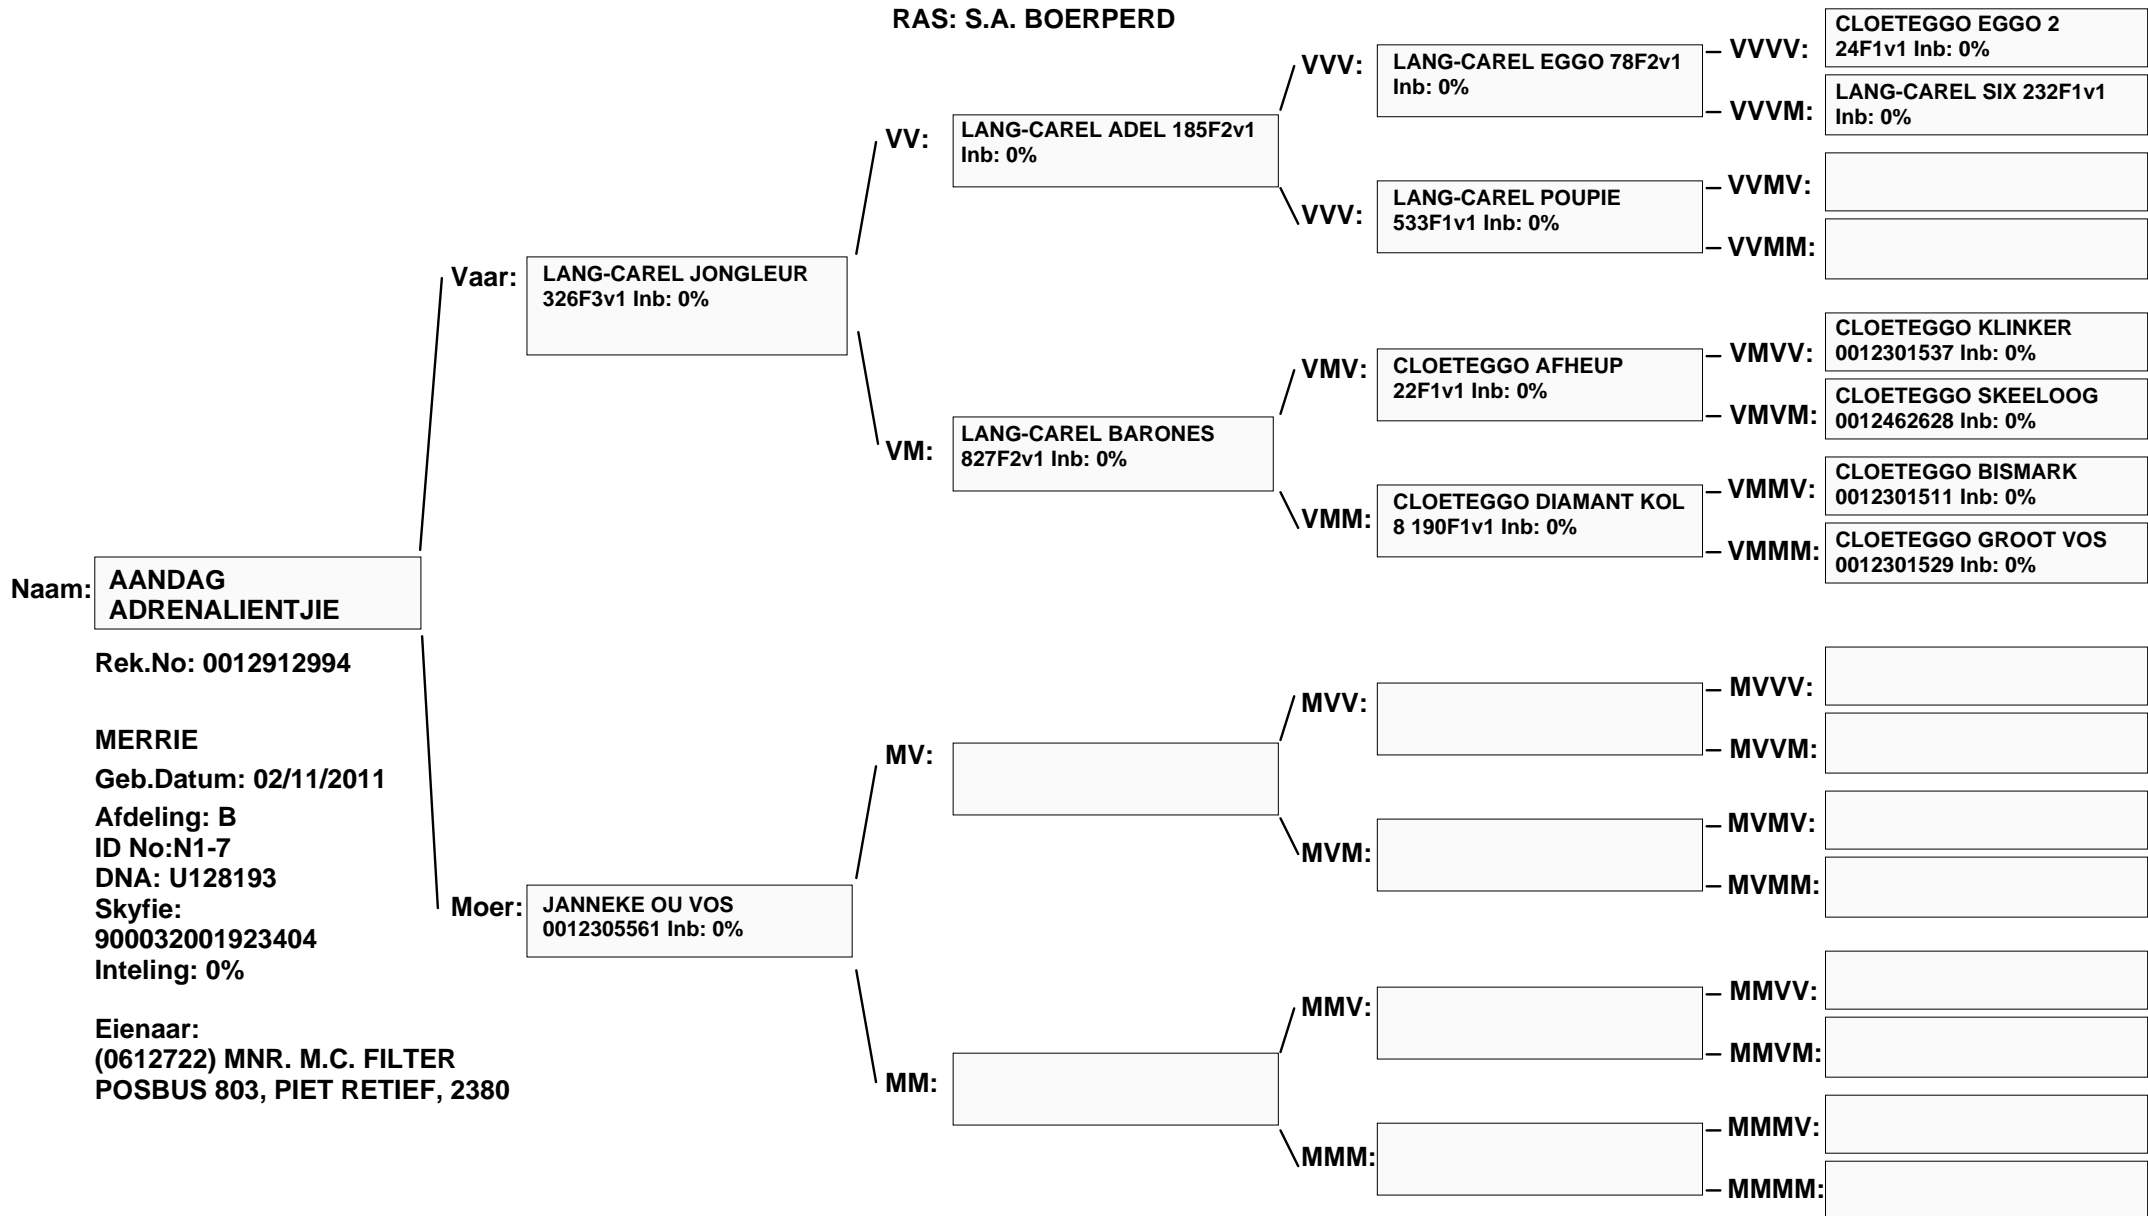 RAS: S.A. BOERPERD
Naam:
AANDAG
ADRENALIENTJIE
Rek.No: 0012912994
MERRIE
Geb.Datum: 02/11/2011
Afdeling: B
ID No:N1-7
DNA: U128193
Skyfie:
900032001923404
Inteling: 0%
Eienaar:
(0612722) MNR. M.C. FILTER
POSBUS 803, PIET RETIEF, 2380
Vaar:
LANG-CAREL JONGLEUR
326F3v1 Inb: 0%
Moer:
JANNEKE OU VOS
0012305561 Inb: 0%
VV:
LANG-CAREL ADEL 185F2v1
Inb: 0%
VM:
LANG-CAREL BARONES
827F2v1 Inb: 0%
MV:
MM:
VVV:
LANG-CAREL EGGO 78F2v1
Inb: 0%
VVV:
LANG-CAREL POUPIE
533F1v1 Inb: 0%
VMV:
CLOETEGGO AFHEUP
22F1v1 Inb: 0%
VMM:
CLOETEGGO DIAMANT KOL
8 190F1v1 Inb: 0%
MVV:
MVM:
MMV:
MMM:
VVVV:
CLOETEGGO EGGO 2
24F1v1 Inb: 0%
VVVM:
LANG-CAREL SIX 232F1v1
Inb: 0%
VVMV:
VVMM:
VMVV:
CLOETEGGO KLINKER
0012301537 Inb: 0%
VMVM:
CLOETEGGO SKEELOOG
0012462628 Inb: 0%
VMMV:
CLOETEGGO BISMARK
0012301511 Inb: 0%
VMMM:
CLOETEGGO GROOT VOS
0012301529 Inb: 0%
MVVV:
MVVM:
MVMV:
MVMM:
MMVV:
MMVM:
MMMV:
MMMM: